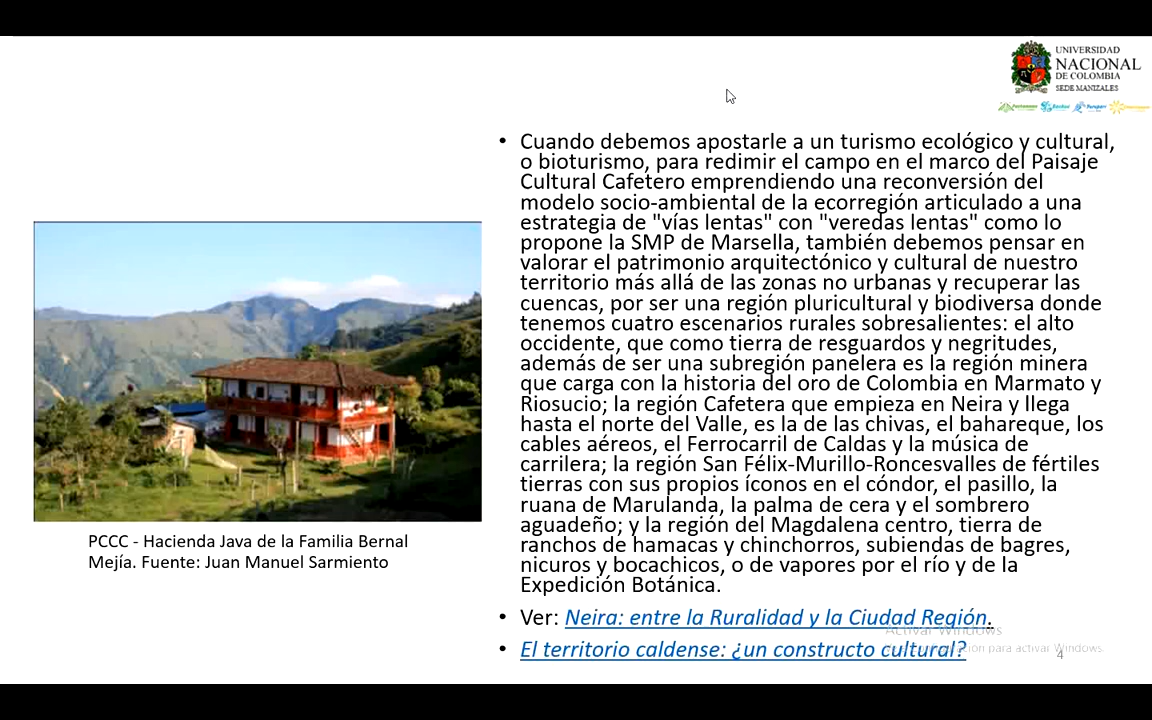 UNIVERSIDAD
NACIONAL
DE COLOMBIA
SEDE MANIZALES
• Cuando debemos apostarle a un turismo ecológico y cultural,
o bioturismo, para redimir el campo en el marco del Paisaje
Cultural Cafetero emprendiendo una reconversión del
modelo socio-ambiental de la ecorregión articulado a una
estrategia de "vías lentas" con "veredas lentas" como lo
propone la SMP de Marsella, también debemos pensar en
valorar el patrimonio arquitectónico y cultural de nuestro
territorio más allá de las zonas no urbanas y recuperar las
cuencas, por ser una región pluricultural y biodiversa donde
tenemos cuatro escenarios rurales sobresalientes: el alto
occidente, que como tierra de resguardos y negritudes,
además de ser una subregión panelera es la región minera
que carga con la historia del oro de Colombia en Marmato y
Riosucio; la región Cafetera que empieza en Neira y llega
hasta el norte del Valle, es la de las chivas, el bahareque, los
cables aéreos, el Ferrocarril de Caldas y la música de
carrilera; la región San Félix-Murillo-Roncesvalles de fértiles
tierras con sus propios íconos en el cóndor, el pasillo, la
ruana de Marulanda, la palma de cera y el sombrero
aguadeño; y la región del Magdalena centro, tierra de
ranchos de hamacas y chinchorros, subiendas de bagres,
nicuros y bocachicos, o de vapores por el río y de la
Expedición Botánica.
• Ver: Neira: entre la Ruralidad y la Ciudad Región.
• El territorio caldense: ¿un constructo cultural?
PCCC - Hacienda Java de la Familia Bernal
Mejía. Fuente: Juan Manuel Sarmiento
Activar Windows
para activar Windows.
4